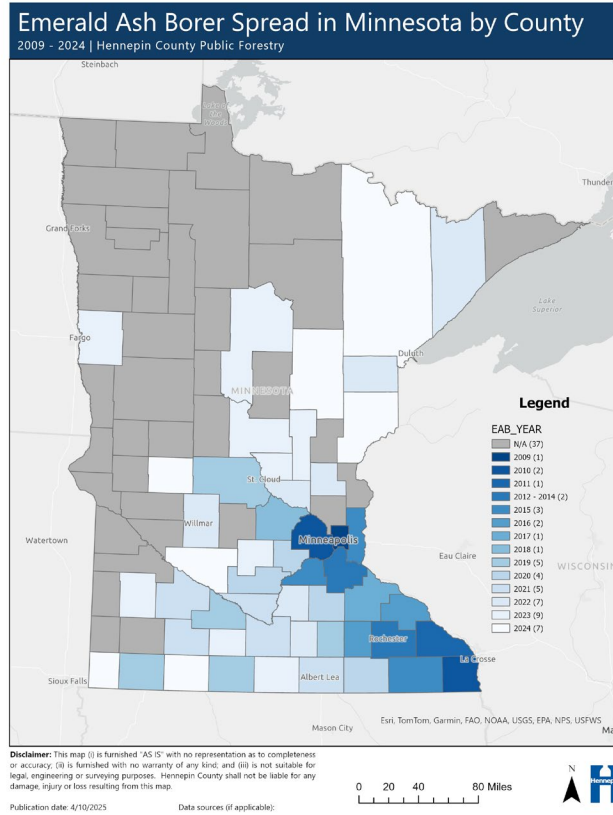 Emerald Ash Borer Spread in Minnesota by County
2009 - 2024 | Hennepin County Public Forestry
Steinbach
Lake of
the
Woods
Thunder
Grand Forks
Lake
Superior
Fargo
Duluth
MINNESOTA
Legend
EAB_YEAR
N/A (37)
2009 (1)
2010 (2)
2011 (1)
2012 - 2014 (2)
2015 (3)
2016 (2)
2017 (1)
2018 (1)
2019 (5)
2020 (4)
2021 (5)
2022 (7)
2023 (9)
2024 (7)
St. Cloud
Willmar
Watertown
Minneapolis
Eau Claire
WISCONSIN
Rochester
La Crosse
Sioux Falls
Albert Lea
Mason City
Esri, TomTom, Garmin, FAO, NOAA, USGS, EPA, NPS, USFWS
Ma
Disclaimer: This map (i) is furnished "AS IS" with no representation as to completeness
or accuracy; (ii) is furnished with no warranty of any kind; and (iii) is not suitable for
legal, engineering or surveying purposes. Hennepin County shall not be liable for any
damage, injury or loss resulting from this map.
Publication date: 4/10/2025
Data sources (if applicable):
0 20 40 80 Miles
N
Hennep